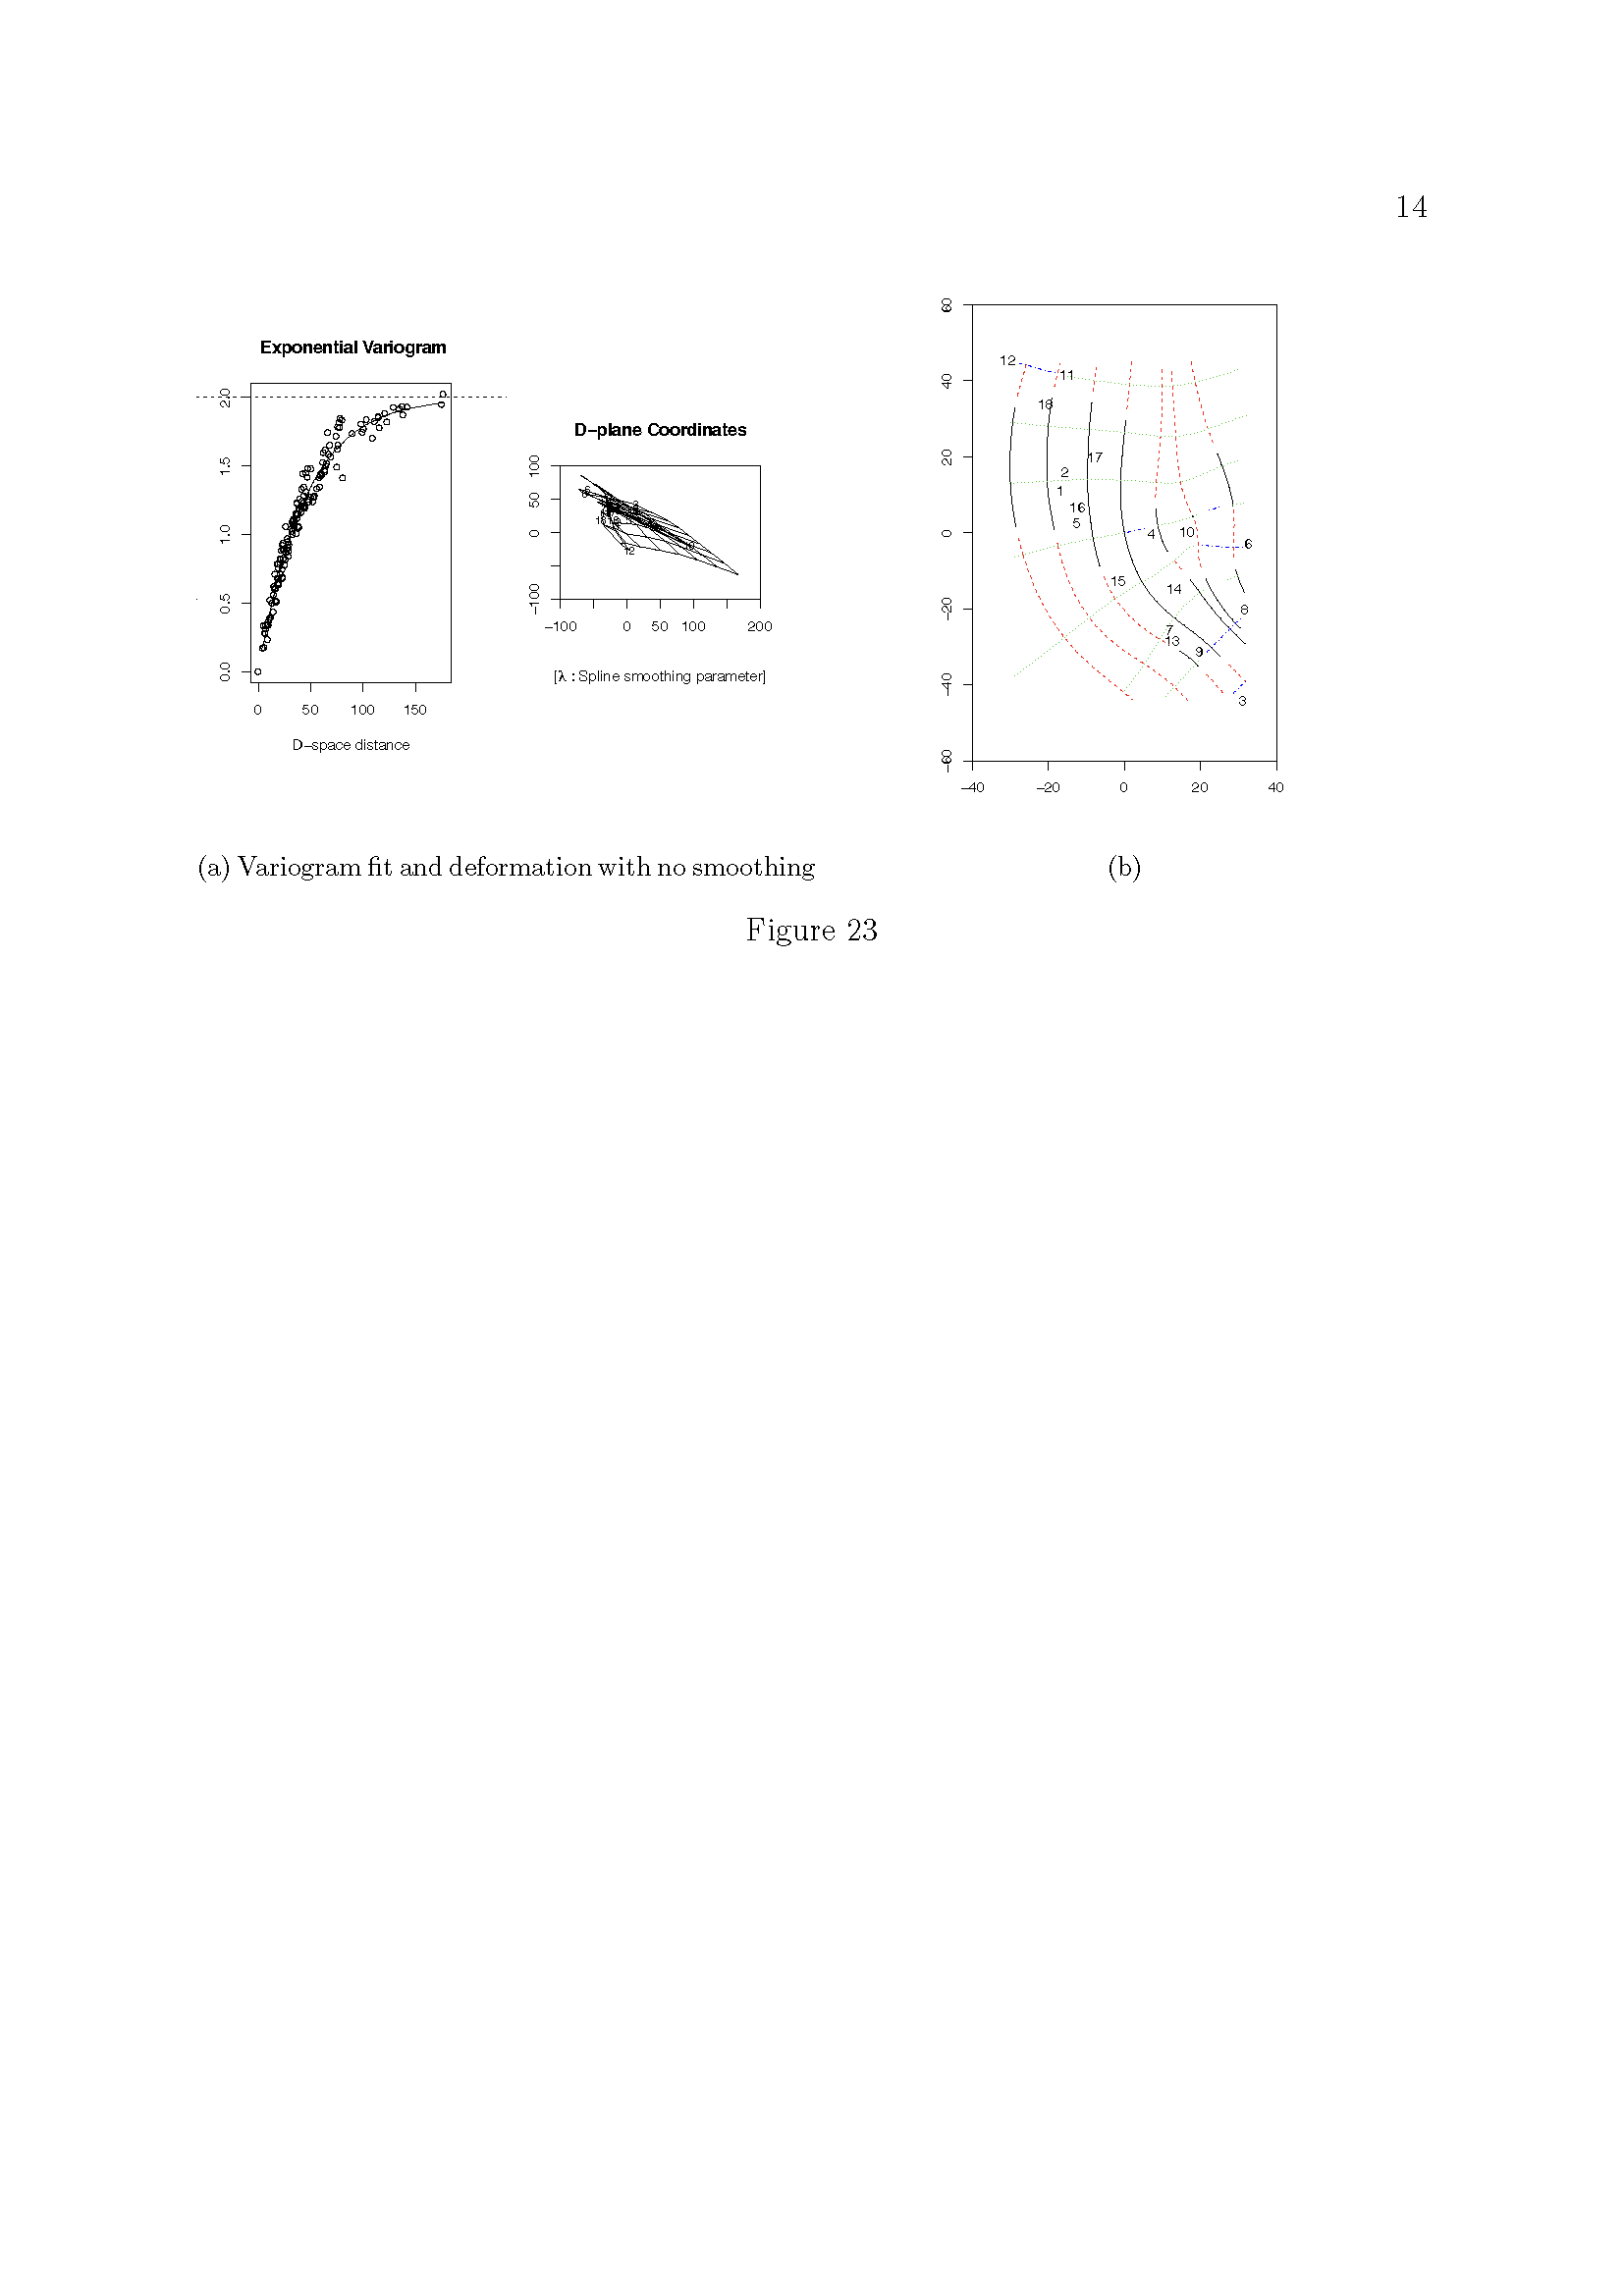 14
Exponential Variogram
0.0 0.5 1.0 1.5 2.0
0 50 100 150
D−space distance
D−plane Coordinates
−100 0 50 100
−100 0 50 100 200
[λ : Spline smoothing parameter]
−60 −40 −20 0 20 40 60
12
11
18
17
2
1
16
5
4
10
6
15
14
8
7
13
9
3
−40 −20 0 20 40
(a) Variogram fit and deformation with no smoothing
(b)
Figure 23